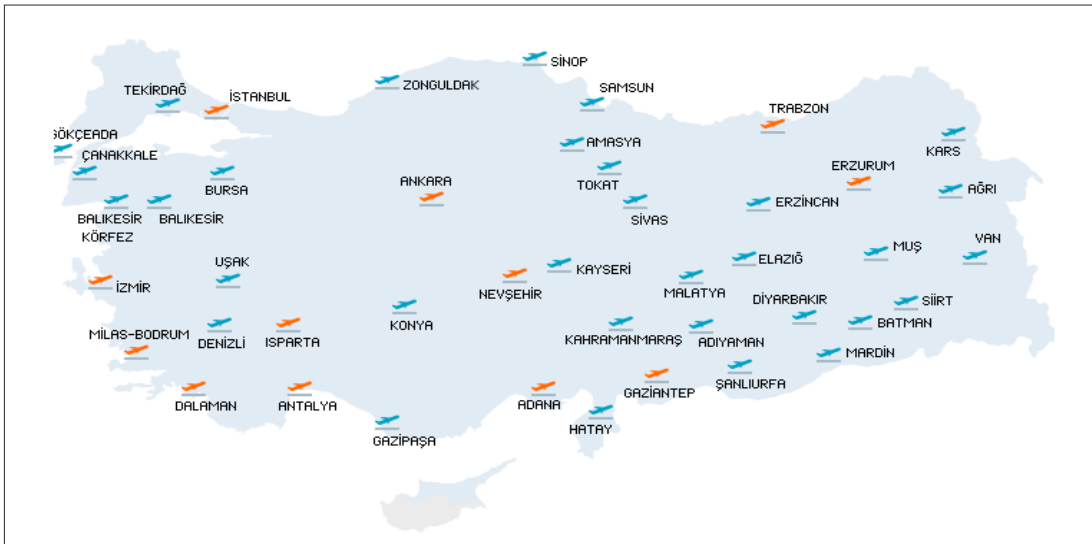 SİNOP
ZONGULDAK
SAMSUN
TEKİRDAĞ
İSTANBUL
TRABZON
GÖKÇEADA
KARS
AMASYA
ÇANAKKALE
ERZURUM
ANKARA
TOKAT
BURSA
AĞRI
ERZİNCAN
BALIKESİR
KÖRFEZ
BALIKESİR
SİVAS
VAN
MUŞ
ELAZIĞ
UŞAK
KAYSERİ
MALATYA
İZMİR
NEVŞEHİR
DİYARBAKIR
SİİRT
KONYA
BATMAN
MİLAS-BODRUM
DENİZLİ
ISPARTA
KAHRAMANMARAŞ
ADIYAMAN
MARDİN
ŞANLIURFA
GAZİANTEP
DALAMAN
ANTALYA
ADANA
HATAY
GAZİPAŞA